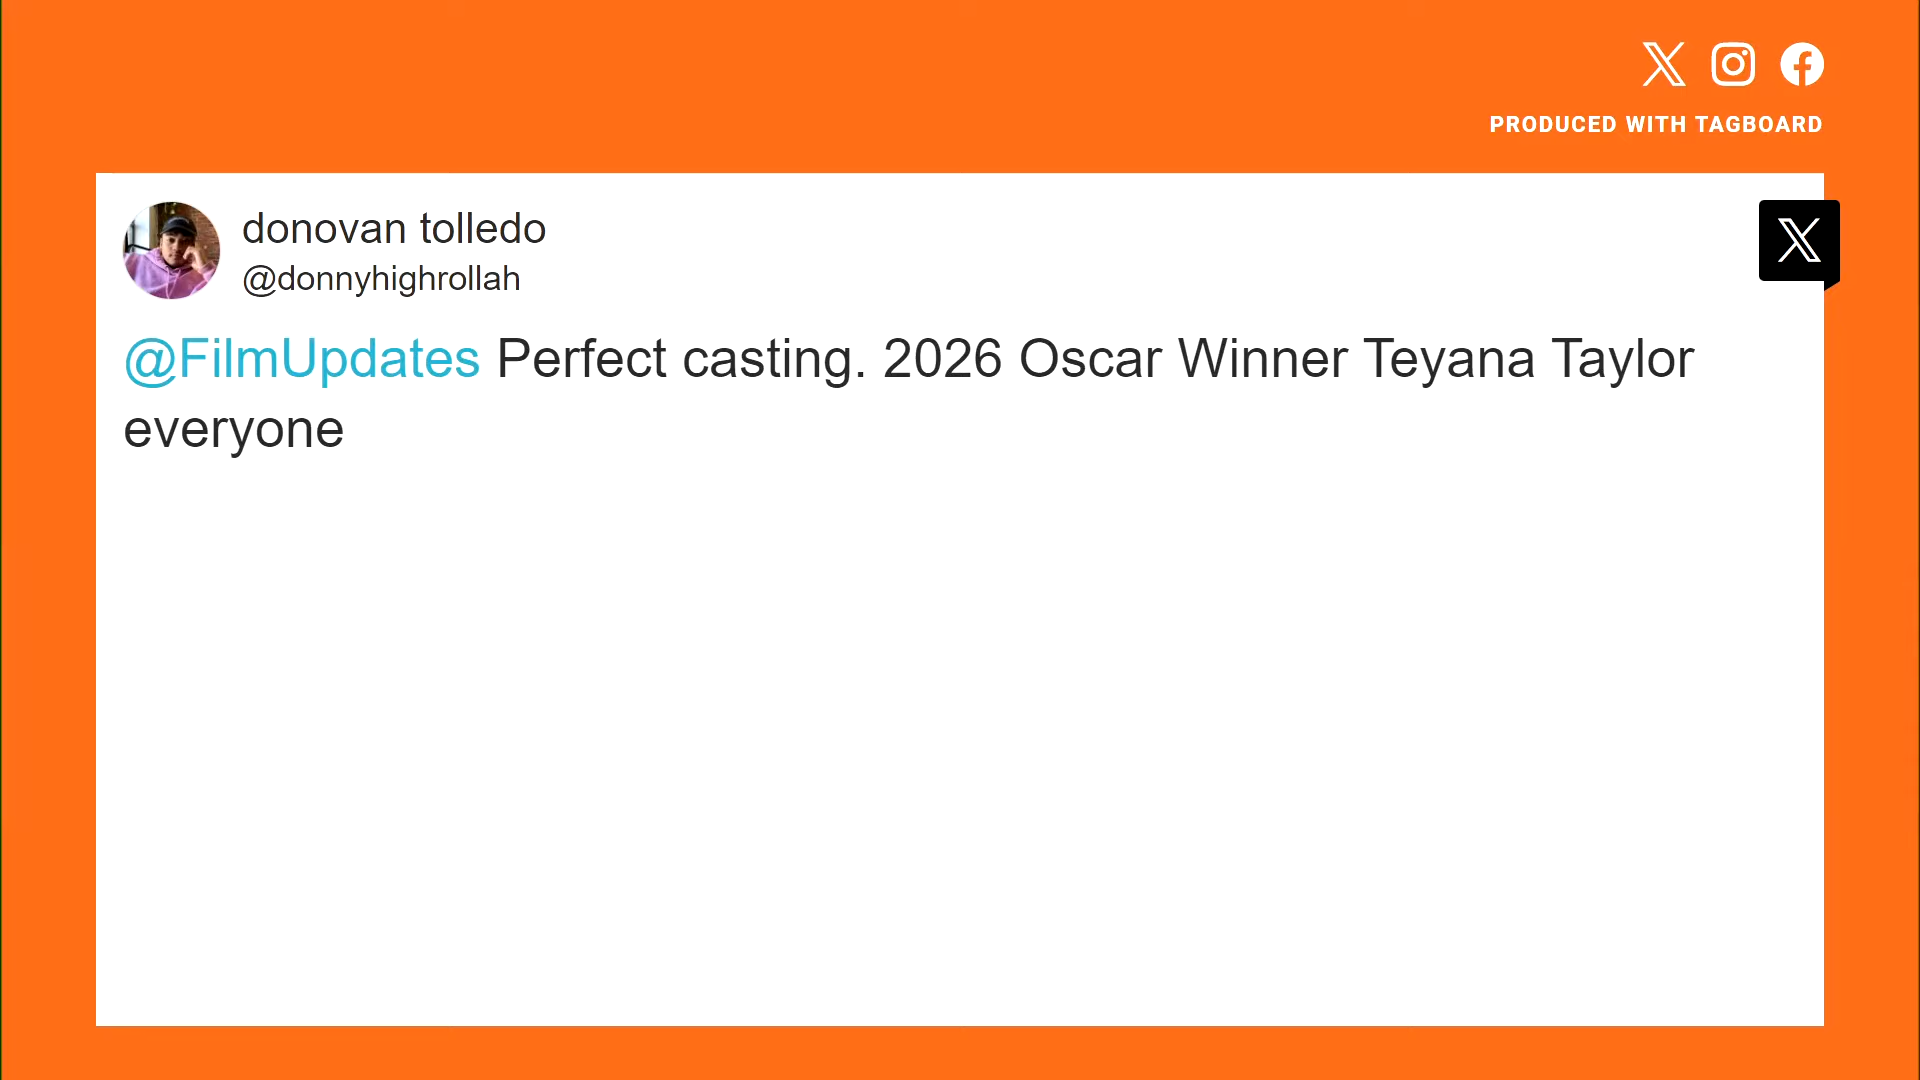 PRODUCED WITH TAGBOARD
donovan tolledo
@donnyhighrollah
@FilmUpdates Perfect casting. 2026 Oscar Winner Teyana Taylor
everyone